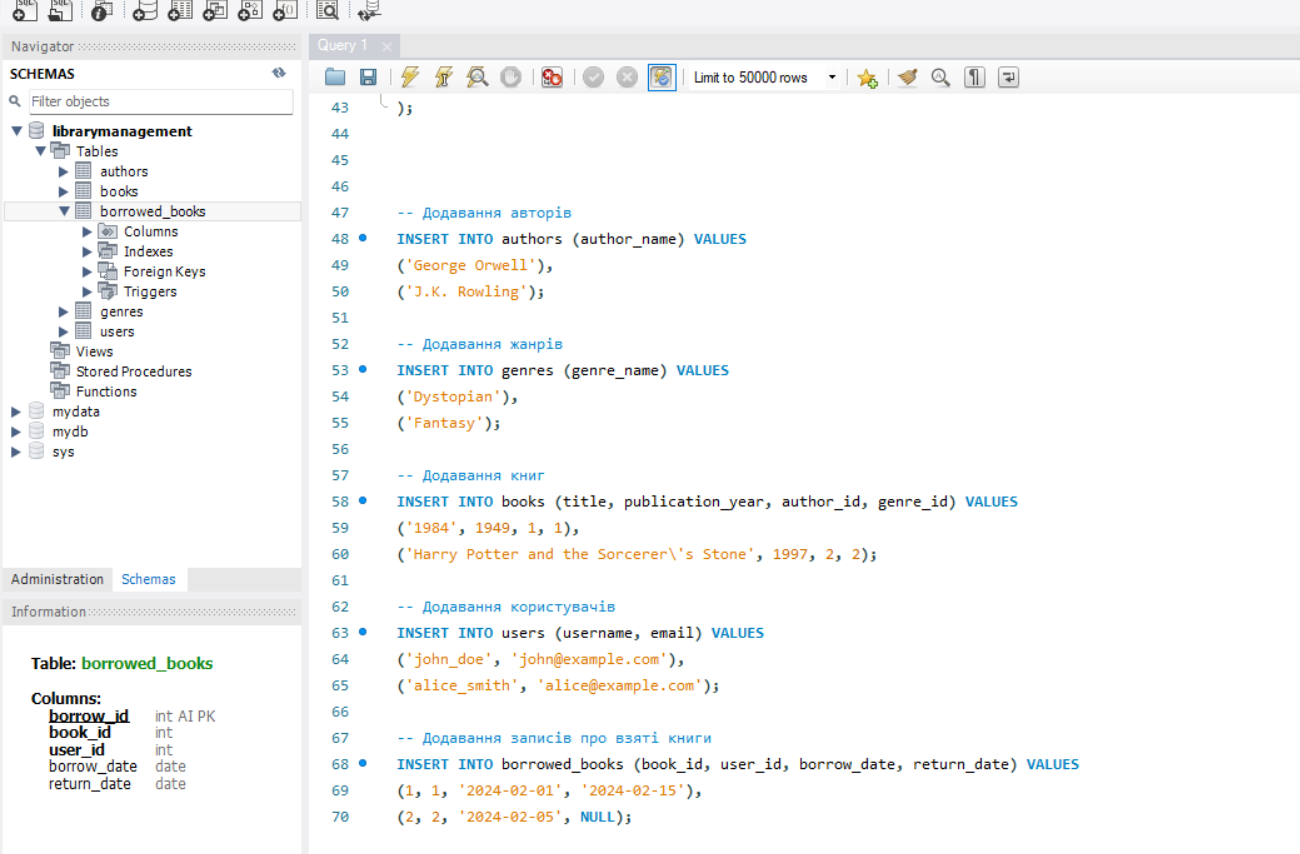 SQL SQL
Navigator
SCHEMAS
Filter objects
librarymanagement
Tables
authors
books
borrowed_books
Columns
Indexes
Foreign Keys
Triggers
genres
users
Views
Stored Procedures
Functions
mydata
mydb
sys
Administration Schemas
Information
Table: borrowed_books
Columns:
borrow_id int AI PK
book_id int
user_id int
borrow_date date
return_date date
Query 1
Limit to 50000 rows
43 );
44
45
46
47 -- Додавання авторів
48 INSERT INTO authors (author_name) VALUES
49 ('George Orwell'),
50 ('J.K. Rowling');
51
52 -- Додавання жанрів
53 INSERT INTO genres (genre_name) VALUES
54 ('Dystopian'),
55 ('Fantasy');
56
57 -- Додавання книг
58 INSERT INTO books (title, publication_year, author_id, genre_id) VALUES
59 ('1984', 1949, 1, 1),
60 ('Harry Potter and the Sorcerer\'s Stone', 1997, 2, 2);
61
62 -- Додавання користувачів
63 INSERT INTO users (username, email) VALUES
64 ('john_doe', 'john@example.com'),
65 ('alice_smith', 'alice@example.com');
66
67 -- Додавання записів про взяті книги
68 INSERT INTO borrowed_books (book_id, user_id, borrow_date, return_date) VALUES
69 (1, 1, '2024-02-01', '2024-02-15'),
70 (2, 2, '2024-02-05', NULL);